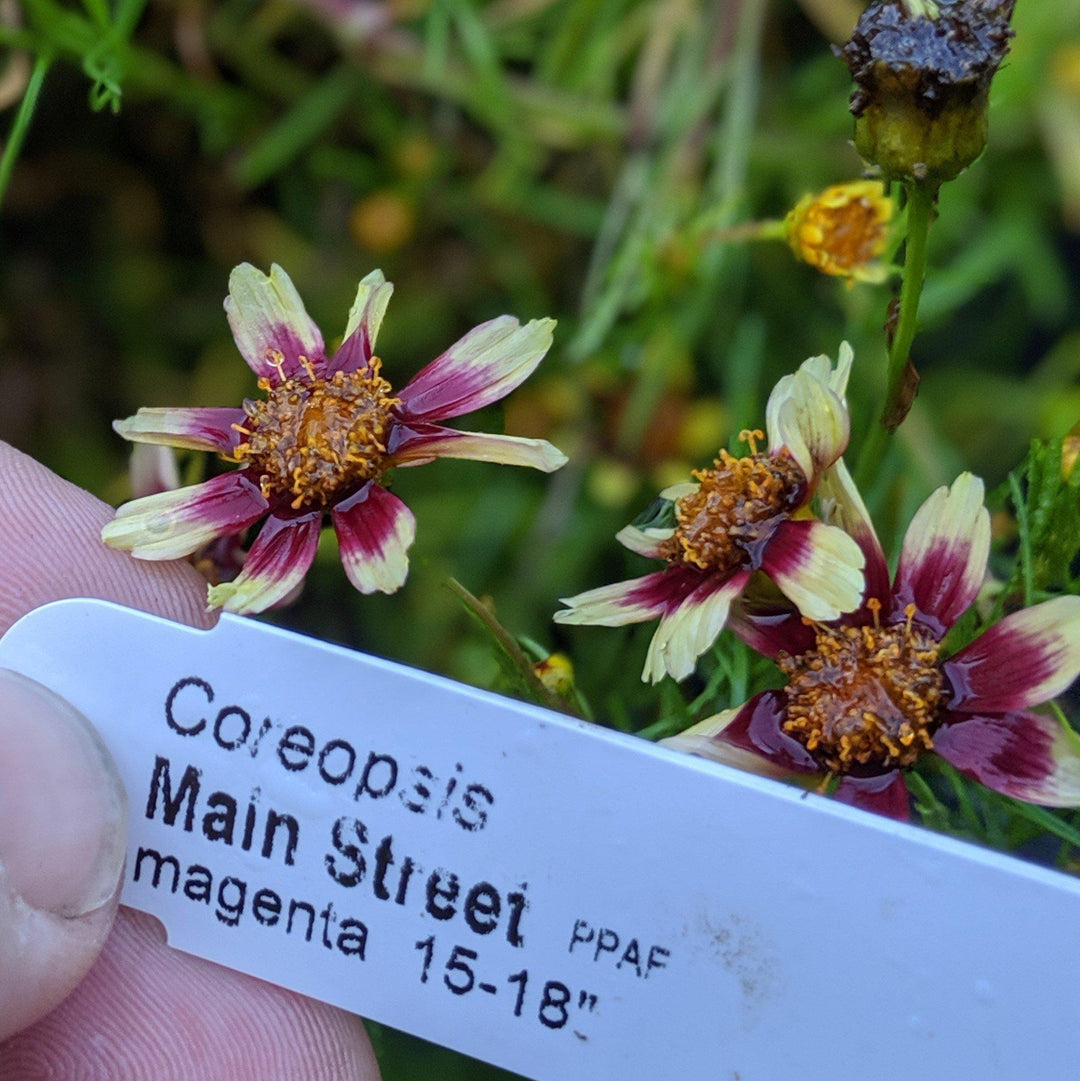 Coreopsis
Main Street PPAF
magenta 15-18"